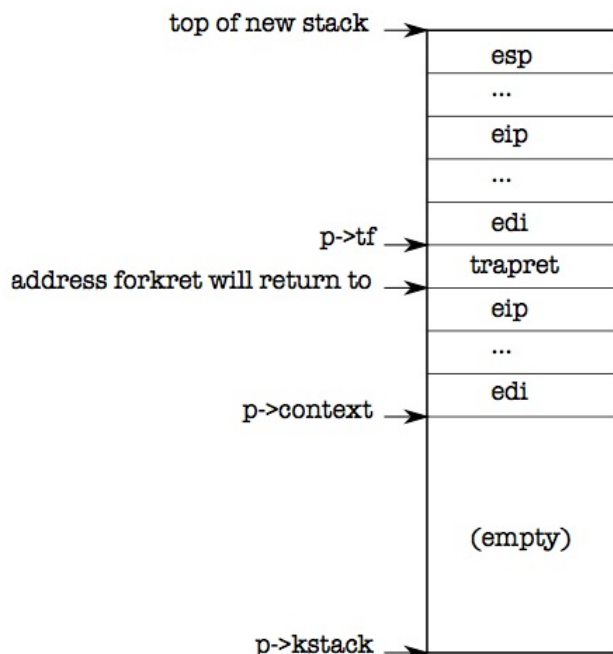 top of new stack
esp
...
eip
...
edi
p->tf
trapret
address forkret will return to
eip
...
edi
p->context
(empty)
p->kstack